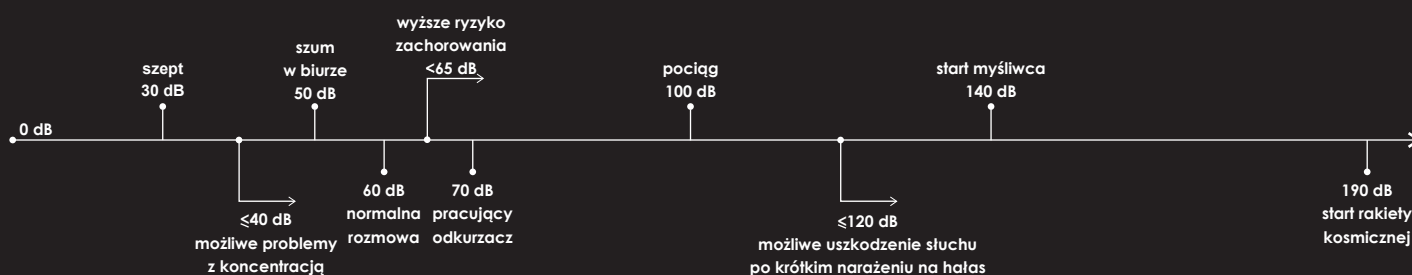 0 dB
szept
30 dB
≤40 dB
możliwe problemy
z koncentracją
szum
w biurze
50 dB
60 dB
normalna
rozmowa
wyższe ryzyko
zachorowania
<65 dB
70 dB
pracujący
odkurzacz
pociąg
100 dB
≤120 dB
możliwe uszkodzenie słuchu
po krótkim narażeniu na hałas
start myśliwca
140 dB
190 dB
start rakiety
kosmicznej